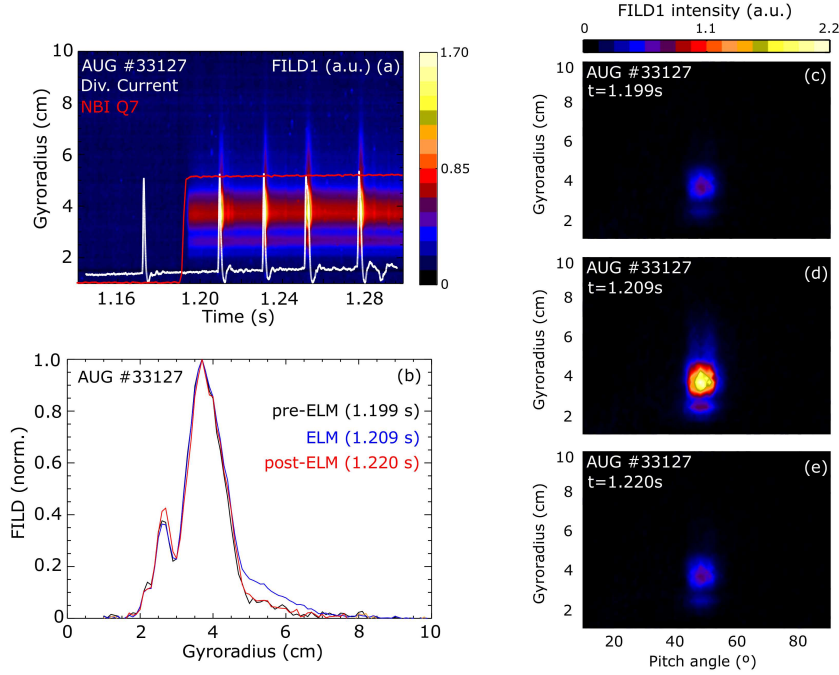 10
8
6
4
2
Gyroradius (cm)
AUG #33127
FILD1 (a.u.) (a)
Div. Current
NBI Q7
1.70
0.85
0
1.16
1.20
1.24
1.28
Time (s)
1.0
0.8
0.6
0.4
0.2
0
FILD (norm.)
AUG #33127
(b)
pre-ELM (1.199 s)
ELM (1.209 s)
post-ELM (1.220 s)
0
2
4
6
8
10
Gyroradius (cm)
FILD1 intensity (a.u.)
0
1.1
2.2
10
8
6
4
2
Gyroradius (cm)
AUG #33127
(c)
t=1.199s
10
8
6
4
2
Gyroradius (cm)
AUG #33127
(d)
t=1.209s
10
8
6
4
2
Gyroradius (cm)
AUG #33127
(e)
t=1.220s
20
40
60
80
Pitch angle (º)